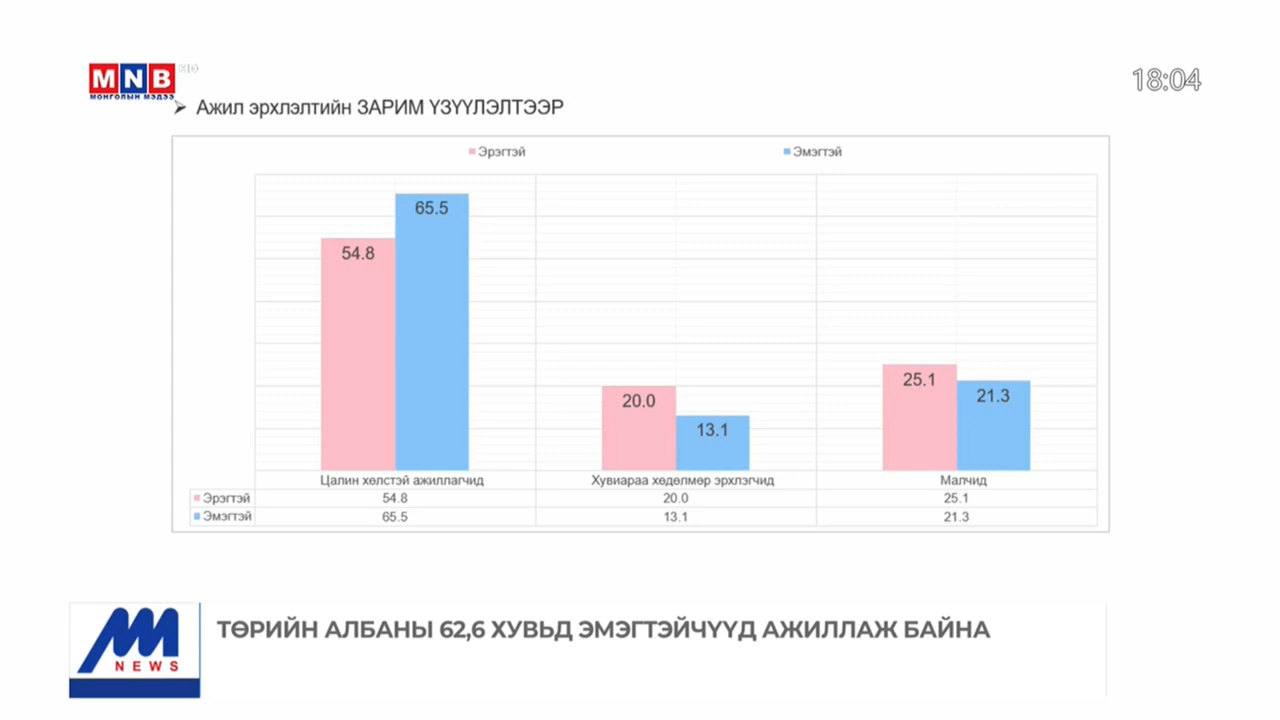 MNB HD
МОНГОЛЫН МЭДЭЭ
18:04
➤ Ажил эрхлэлтийн ЗАРИМ ҮЗҮҮЛЭЛТЭЭР
Эрэгтэй Эмэгтэй
65.5
54.8
25.1
21.3
20.0
13.1
Цалин хөлстэй ажиллагчид Хувиараа хөдөлмөр эрхлэгчид Малчид
Эрэгтэй 54.8 20.0 25.1
Эмэгтэй 65.5 13.1 21.3
ТӨРИЙН АЛБАНЫ 62,6 ХУВЬД ЭМЭГТЭЙЧҮҮД АЖИЛЛАЖ БАЙНА
NEWS